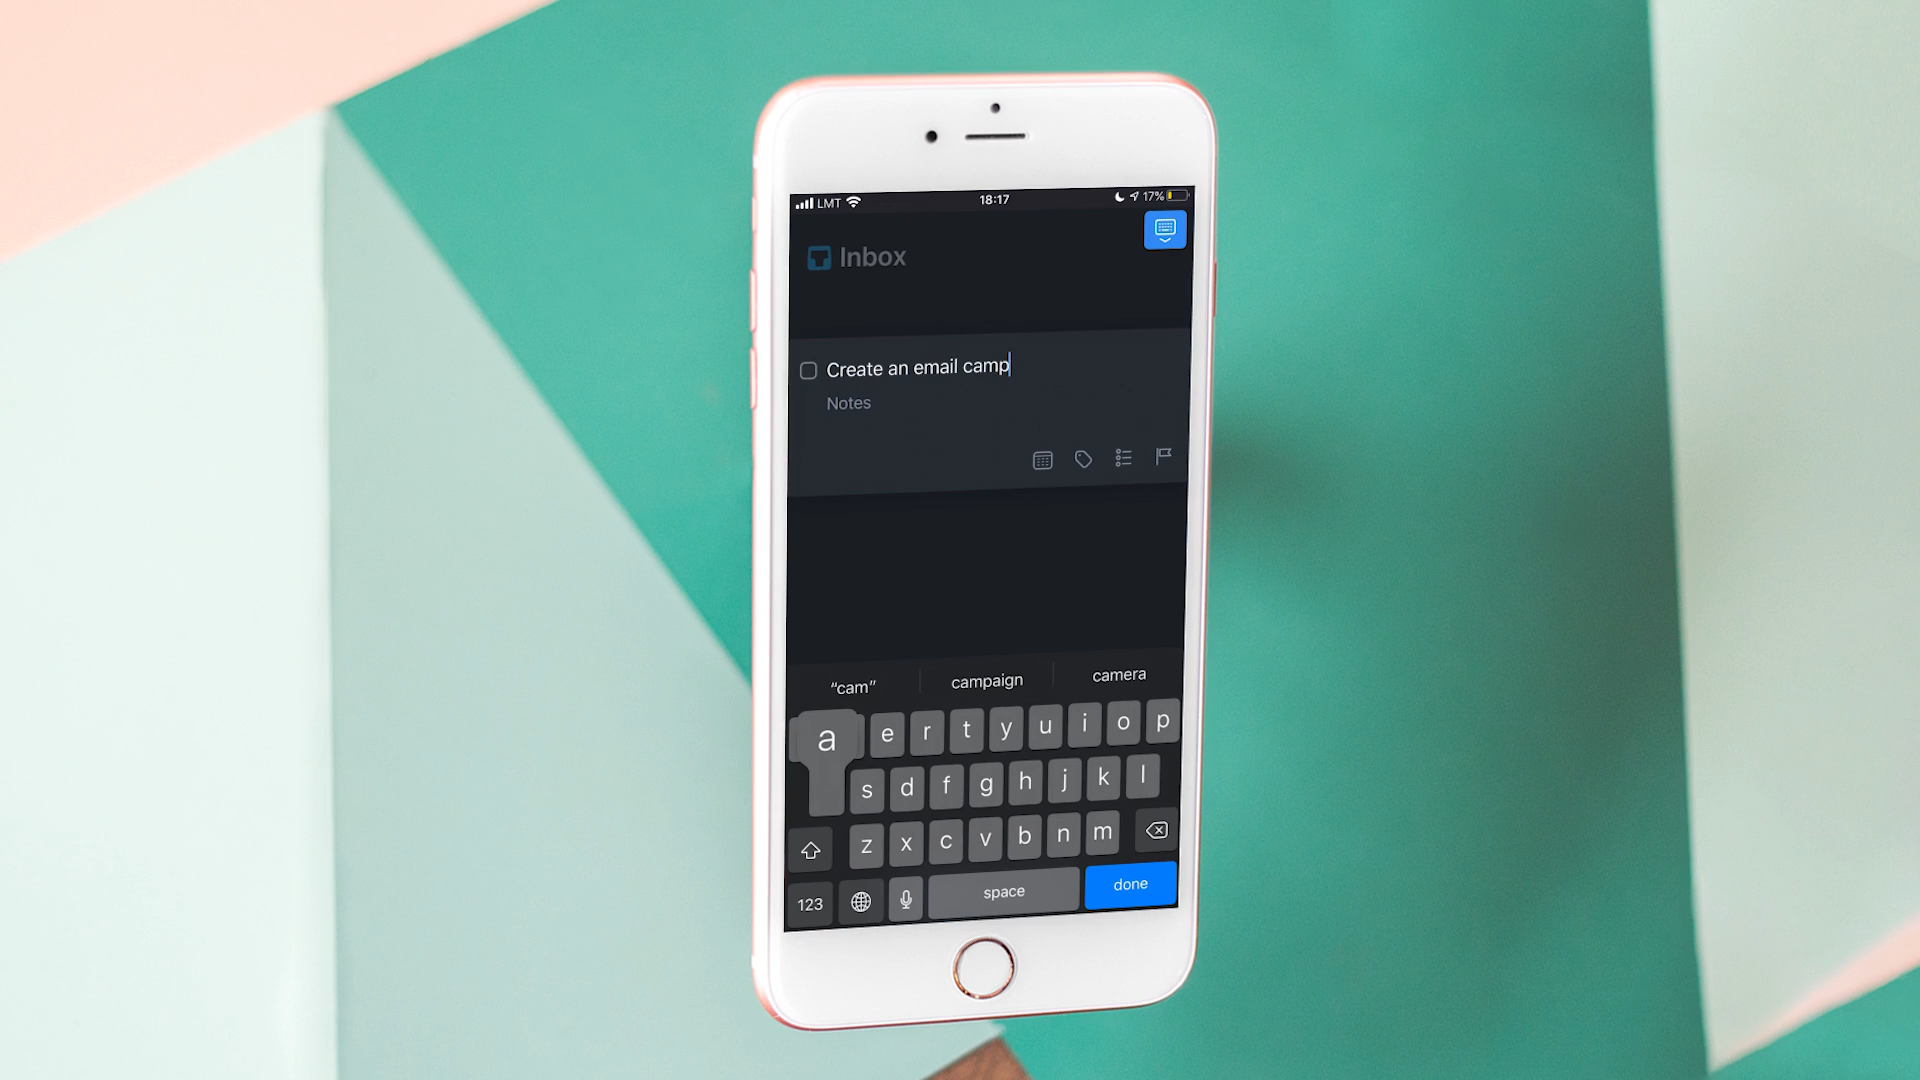 LMT 18:17 17%
Inbox
Create an email camp
Notes
“cam” campaign camera
a e r t y u i o p
s d f g h j k l
z x c v b n m
123 space done